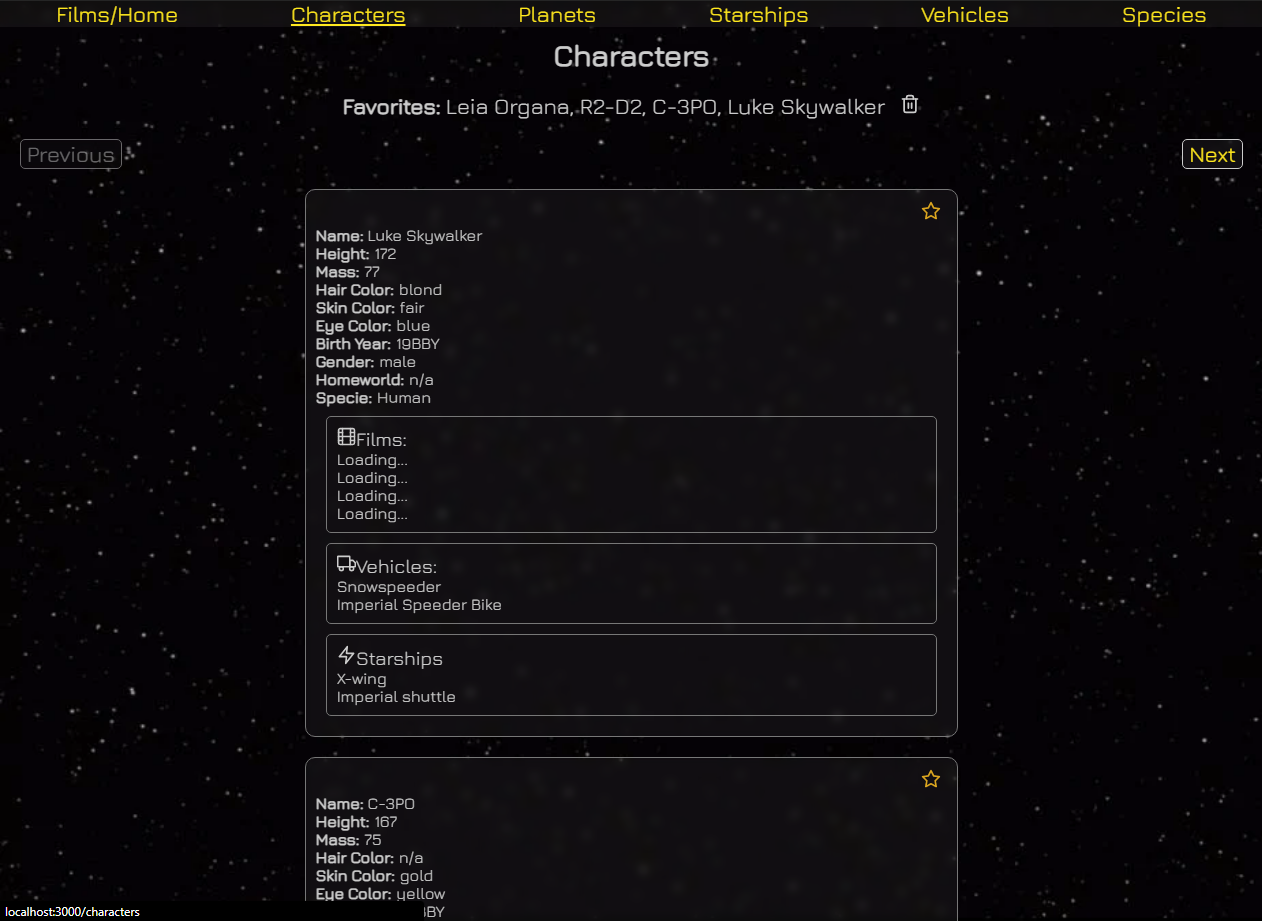 Films/Home Characters Planets Starships Vehicles Species
Characters
Favorites: Leia Organa, R2-D2, C-3PO, Luke Skywalker
Previous Next
Name: Luke Skywalker
Height: 172
Mass: 77
Hair Color: blond
Skin Color: fair
Eye Color: blue
Birth Year: 19BBY
Gender: male
Homeworld: n/a
Specie: Human
Films:
Loading...
Loading...
Loading...
Loading...
Vehicles:
Snowspeeder
Imperial Speeder Bike
Starships
X-wing
Imperial shuttle
Name: C-3PO
Height: 167
Mass: 75
Hair Color: n/a
Skin Color: gold
Eye Color: yellow
localhost:3000/characters BBY